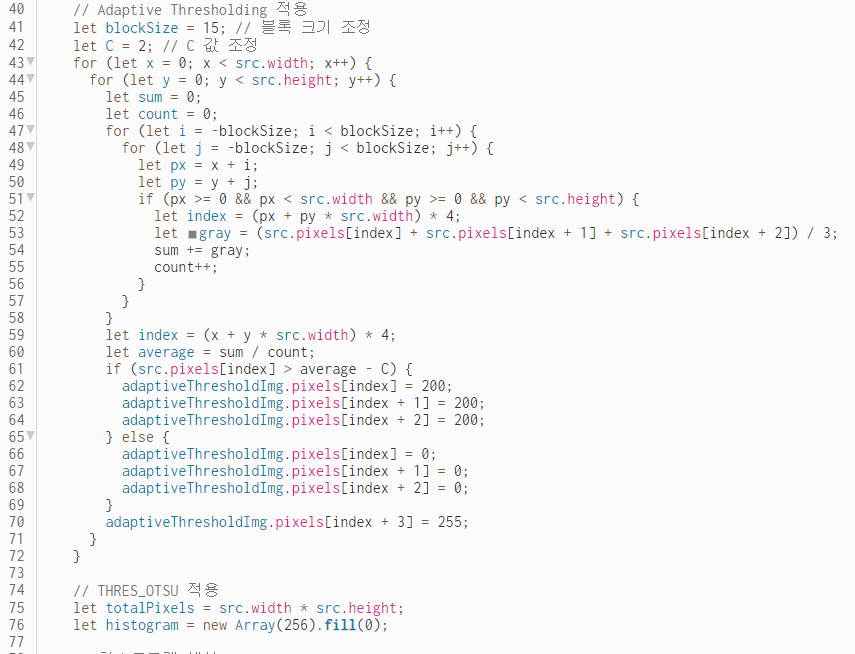 40 // Adaptive Thresholding 적용
41 let blockSize = 15; // 블록 크기 조정
42 let C = 2; // C 값 조정
43 for (let x = 0; x < src.width; x++) {
44 for (let y = 0; y < src.height; y++) {
45 let sum = 0;
46 let count = 0;
47 for (let i = -blockSize; i < blockSize; i++) {
48 for (let j = -blockSize; j < blockSize; j++) {
49 let px = x + i;
50 let py = y + j;
51 if (px >= 0 && px < src.width && py >= 0 && py < src.height) {
52 let index = (px + py * src.width) * 4;
53 let gray = (src.pixels[index] + src.pixels[index + 1] + src.pixels[index + 2]) / 3;
54 sum += gray;
55 count++;
56 }
57 }
58 }
59 let index = (x + y * src.width) * 4;
60 let average = sum / count;
61 if (src.pixels[index] > average - C) {
62 adaptiveThresholdImg.pixels[index] = 200;
63 adaptiveThresholdImg.pixels[index + 1] = 200;
64 adaptiveThresholdImg.pixels[index + 2] = 200;
65 } else {
66 adaptiveThresholdImg.pixels[index] = 0;
67 adaptiveThresholdImg.pixels[index + 1] = 0;
68 adaptiveThresholdImg.pixels[index + 2] = 0;
69 }
70 adaptiveThresholdImg.pixels[index + 3] = 255;
71 }
72 }
73
74 // THRES_OTSU 적용
75 let totalPixels = src.width * src.height;
76 let histogram = new Array(256).fill(0);
77